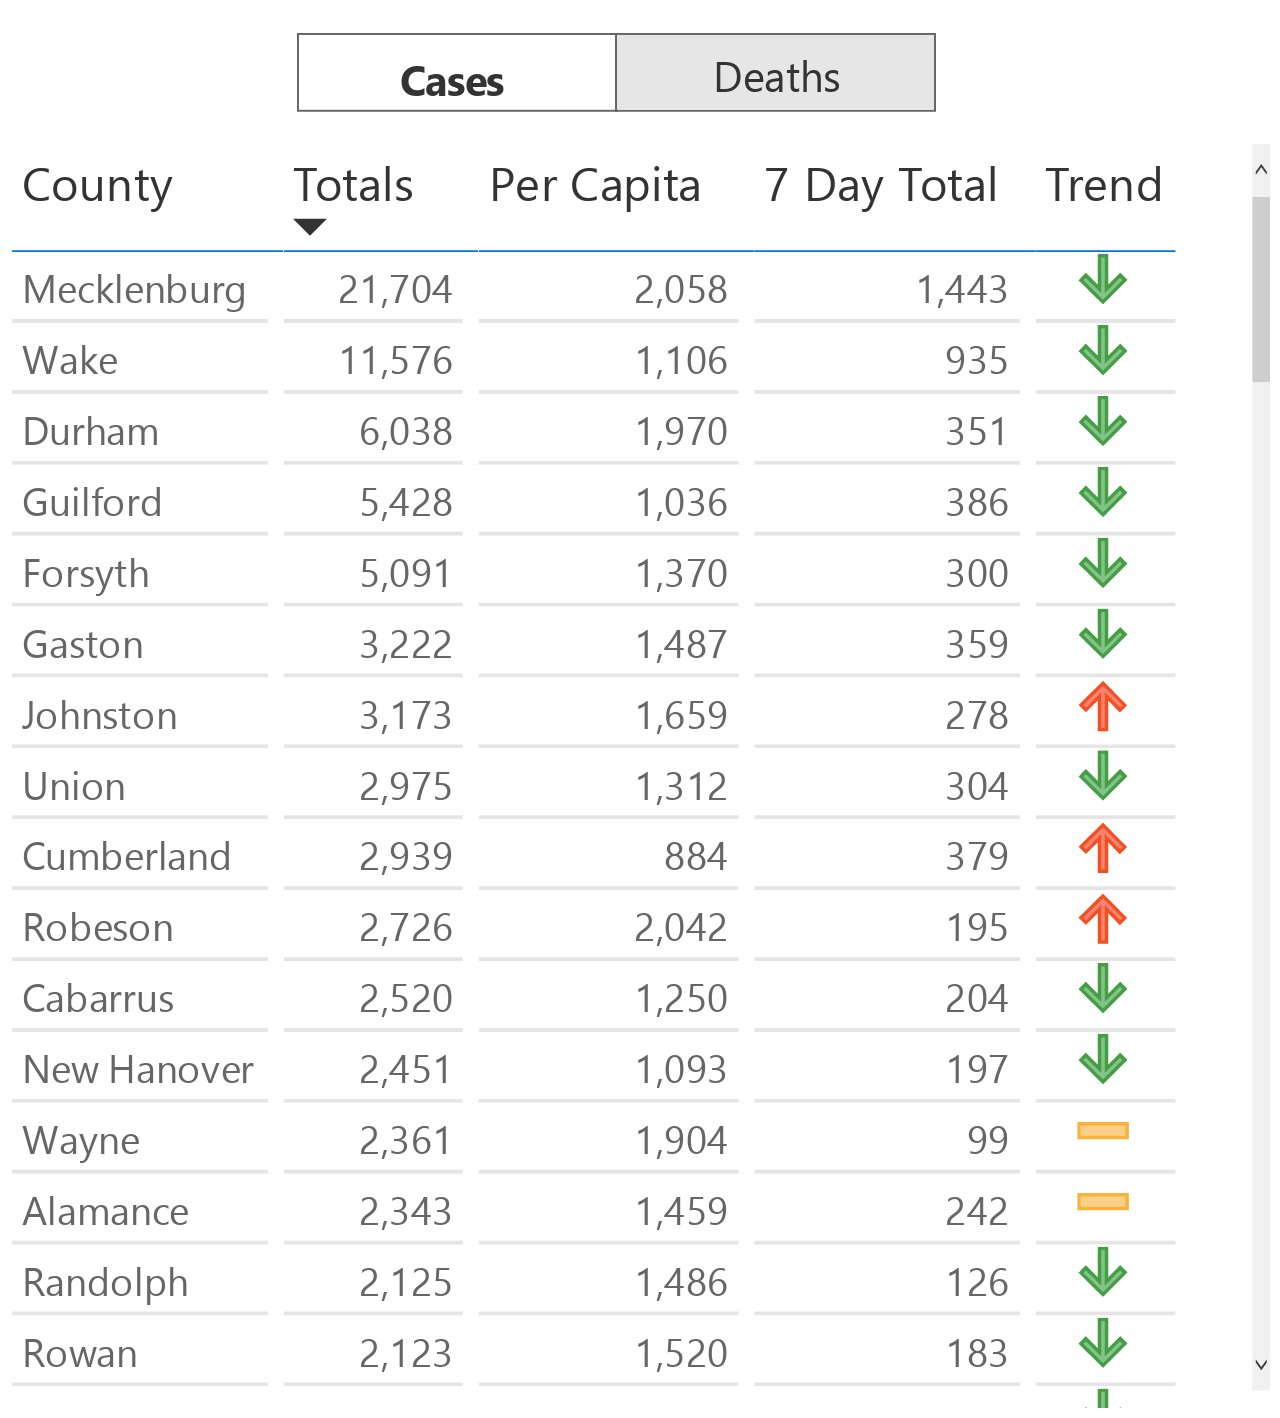 Cases Deaths
County Totals Per Capita 7 Day Total Trend
Mecklenburg 21,704 2,058 1,443
Wake 11,576 1,106 935
Durham 6,038 1,970 351
Guilford 5,428 1,036 386
Forsyth 5,091 1,370 300
Gaston 3,222 1,487 359
Johnston 3,173 1,659 278
Union 2,975 1,312 304
Cumberland 2,939 884 379
Robeson 2,726 2,042 195
Cabarrus 2,520 1,250 204
New Hanover 2,451 1,093 197
Wayne 2,361 1,904 99
Alamance 2,343 1,459 242
Randolph 2,125 1,486 126
Rowan 2,123 1,520 183